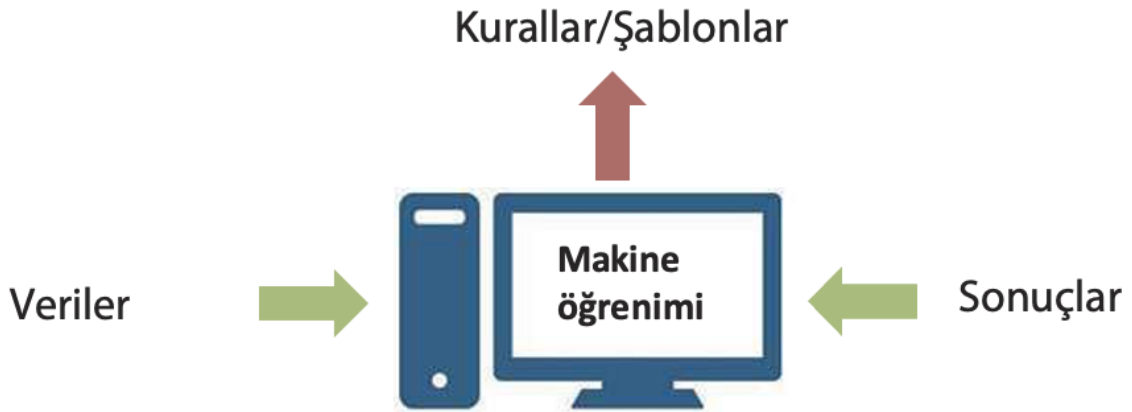 Kurallar/Şablonlar
Makine
öğrenimi
Veriler
Sonuçlar